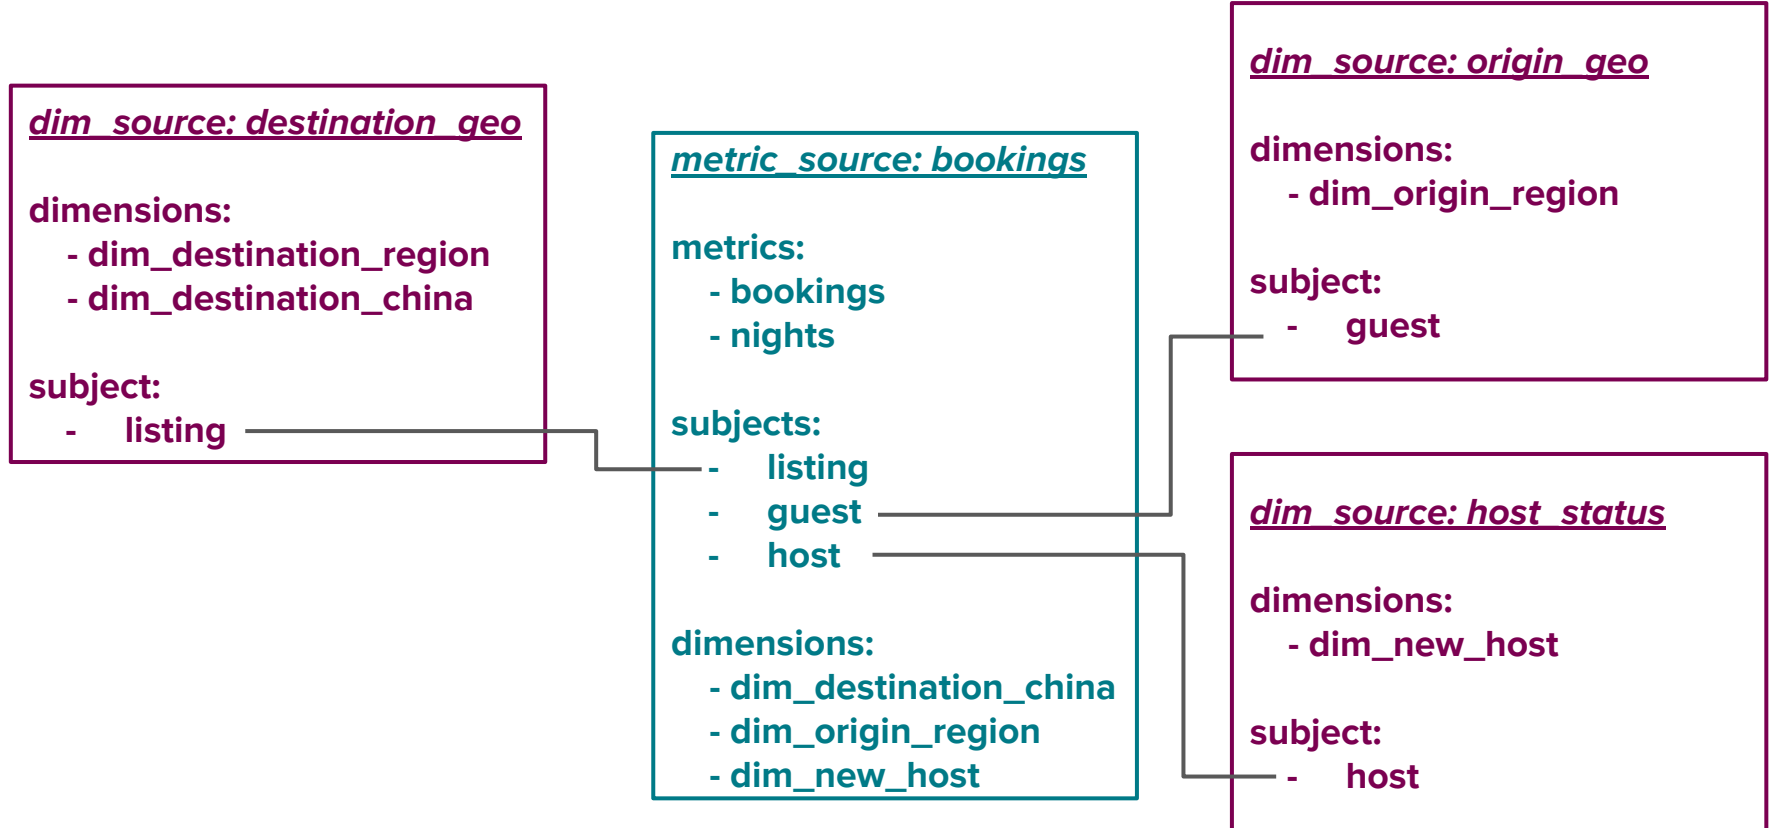 dim_source: destination_geo
dimensions:
- dim_destination_region
- dim_destination_china
subject:
- listing
metric_source: bookings
metrics:
- bookings
- nights
subjects:
- listing
- guest
- host
dimensions:
- dim_destination_china
- dim_origin_region
- dim_new_host
dim_source: origin_geo
dimensions:
- dim_origin_region
subject:
- guest
dim_source: host_status
dimensions:
- dim_new_host
subject:
- host